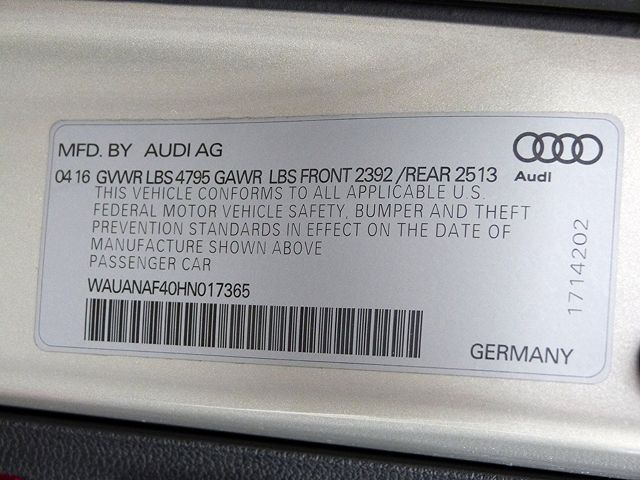 MFD. BY AUDI AG
04 16 GVWR LBS 4795 GAWR LBS FRONT 2392 /REAR 2513
THIS VEHICLE CONFORMS TO ALL APPLICABLE U.S.
FEDERAL MOTOR VEHICLE SAFETY, BUMPER AND THEFT
PREVENTION STANDARDS IN EFFECT ON THE DATE OF
MANUFACTURE SHOWN ABOVE
PASSENGER CAR
WAUANAF40HN017365
GERMANY
Audi
1714202